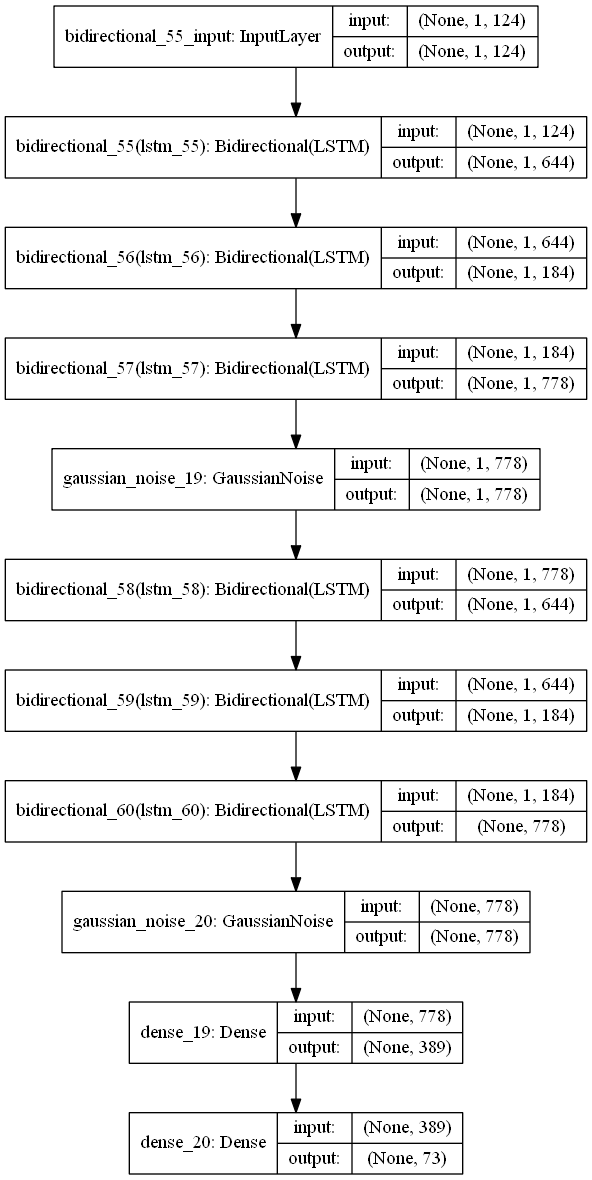 bidirectional_55_input: InputLayer
input: (None, 1, 124)
output: (None, 1, 124)
bidirectional_55(lstm_55): Bidirectional(LSTM)
input: (None, 1, 124)
output: (None, 1, 644)
bidirectional_56(lstm_56): Bidirectional(LSTM)
input: (None, 1, 644)
output: (None, 1, 184)
bidirectional_57(lstm_57): Bidirectional(LSTM)
input: (None, 1, 184)
output: (None, 1, 778)
gaussian_noise_19: GaussianNoise
input: (None, 1, 778)
output: (None, 1, 778)
bidirectional_58(lstm_58): Bidirectional(LSTM)
input: (None, 1, 778)
output: (None, 1, 644)
bidirectional_59(lstm_59): Bidirectional(LSTM)
input: (None, 1, 644)
output: (None, 1, 184)
bidirectional_60(lstm_60): Bidirectional(LSTM)
input: (None, 1, 184)
output: (None, 778)
gaussian_noise_20: GaussianNoise
input: (None, 778)
output: (None, 778)
dense_19: Dense
input: (None, 778)
output: (None, 389)
dense_20: Dense
input: (None, 389)
output: (None, 73)